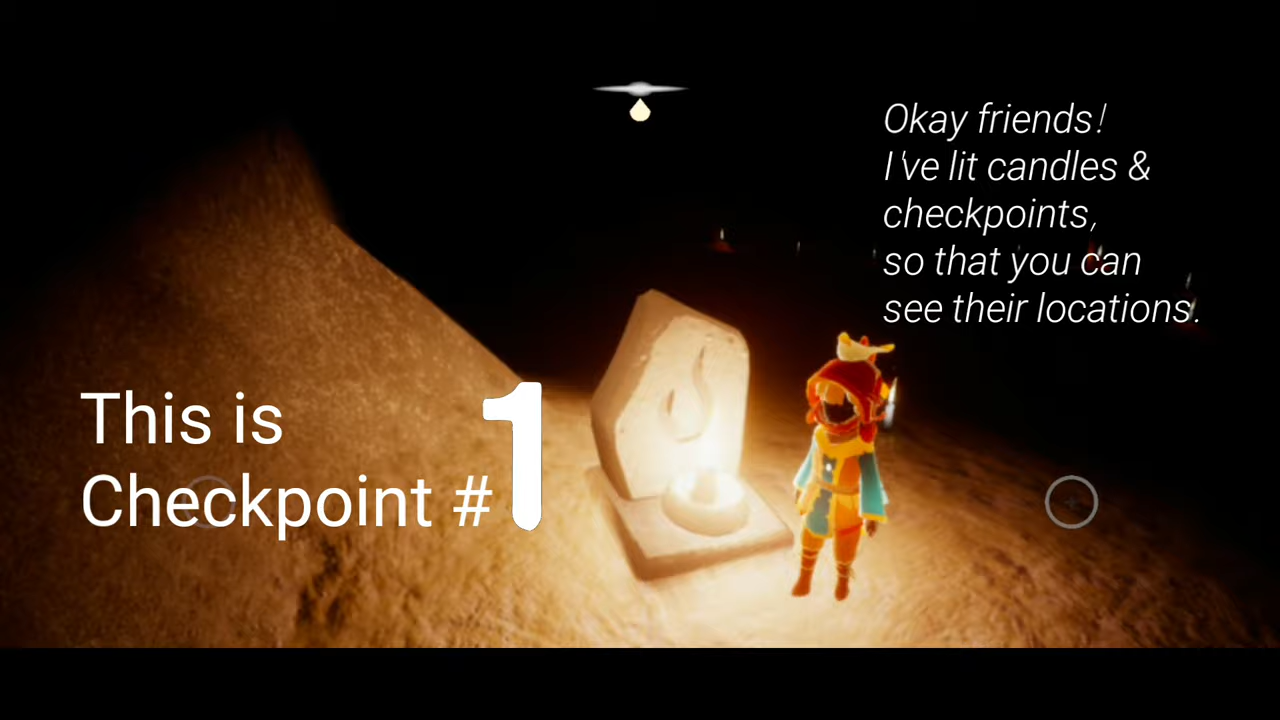 Okay friends!
I've lit candles &
checkpoints,
so that you can
see their locations.
This is
Checkpoint #1